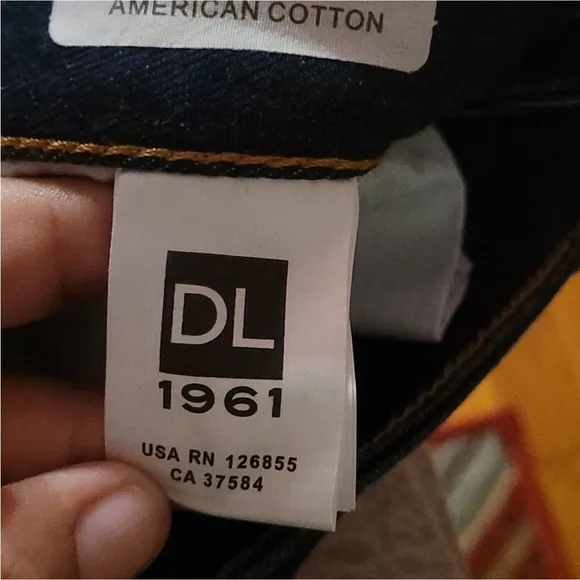 AMERICAN COTTON
DL
1961
USA RN 126855
CA 37584